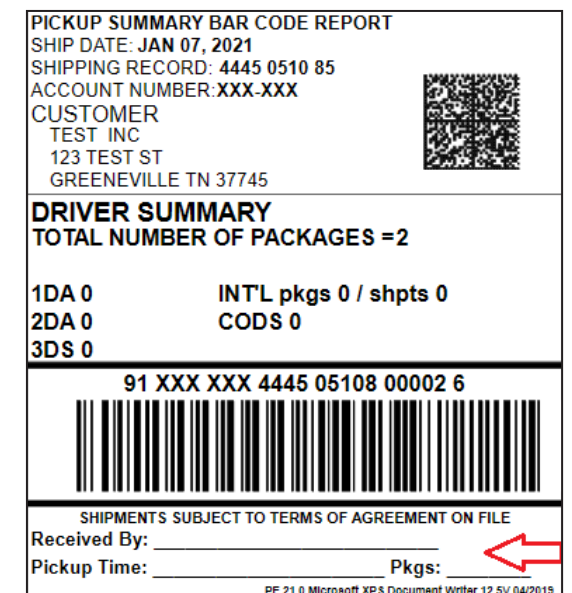 PICKUP SUMMARY BAR CODE REPORT
SHIP DATE: JAN 07, 2021
SHIPPING RECORD: 4445 0510 85
ACCOUNT NUMBER:XXX-XXX
CUSTOMER
TEST INC
123 TEST ST
GREENEVILLE TN 37745
DRIVER SUMMARY
TOTAL NUMBER OF PACKAGES =2
1DA 0 INT'L pkgs 0 / shpts 0
2DA 0 CODS 0
3DS 0
91 XXX XXX 4445 05108 00002 6
SHIPMENTS SUBJECT TO TERMS OF AGREEMENT ON FILE
Received By: ____________________
Pickup Time: ____________________ Pkgs: ________
PE 21.0 Microsoft XPS Document Writer 12.5V 04/2019